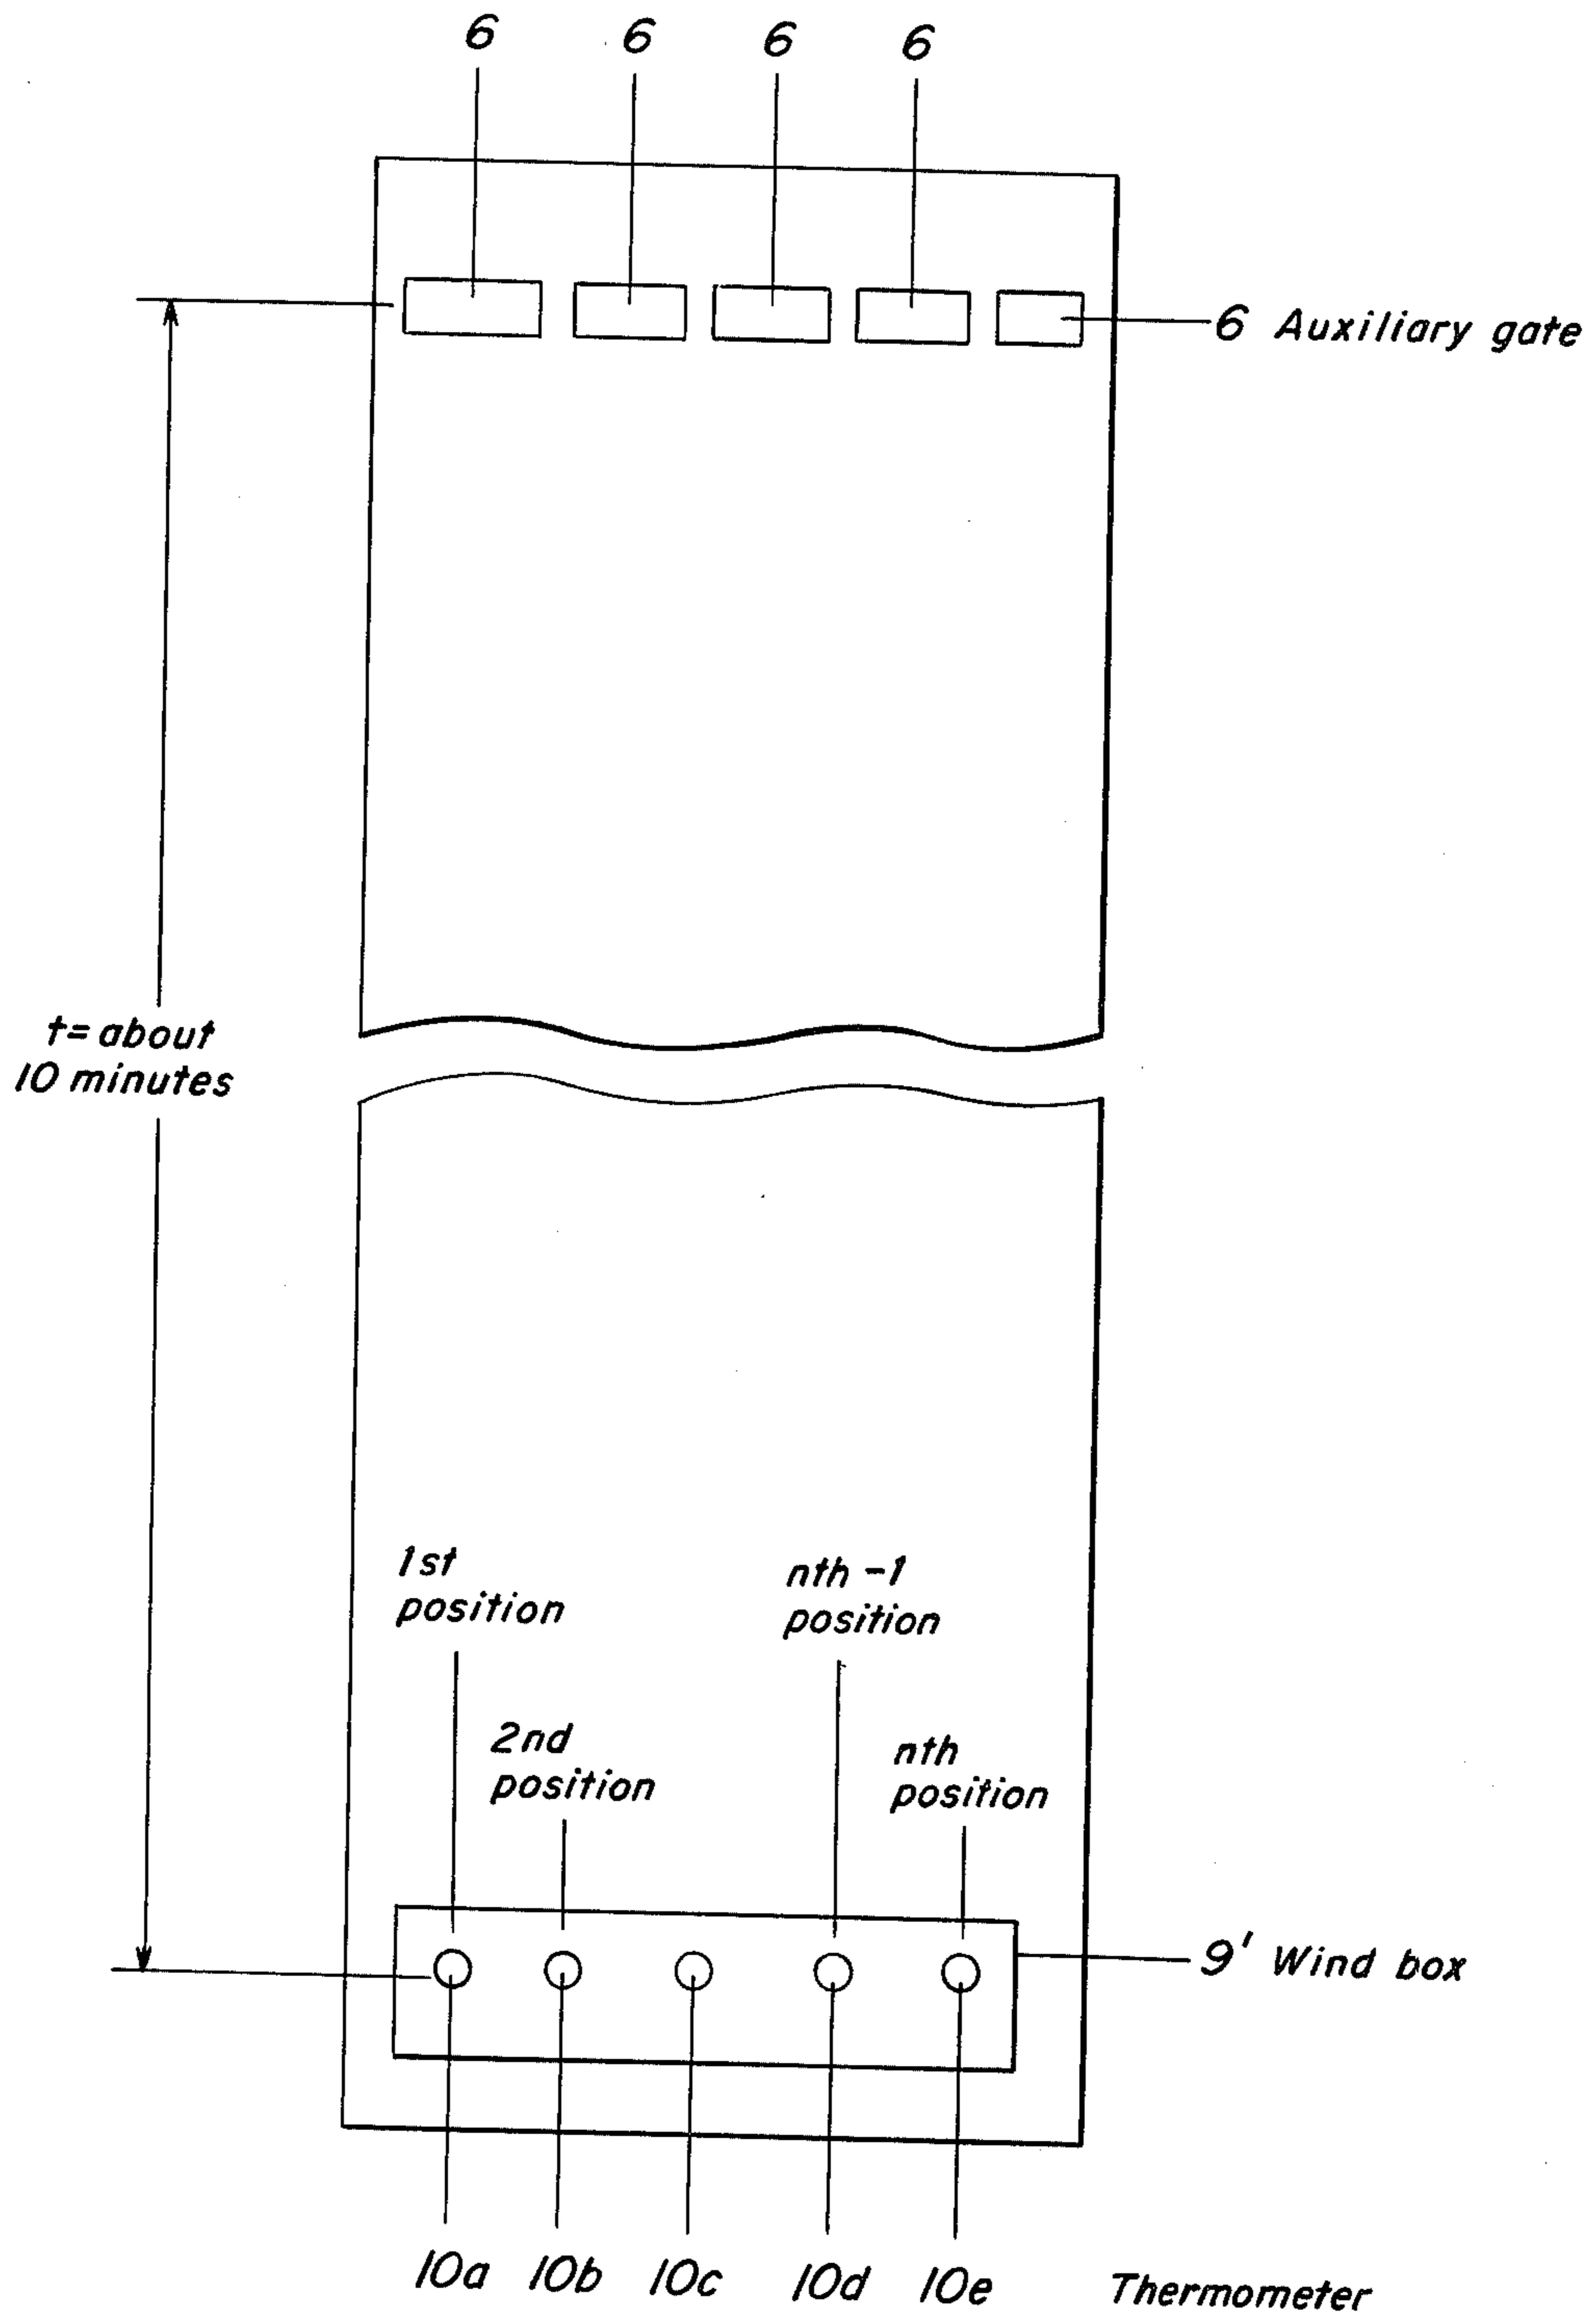 6 6 6 6
6 Auxiliary gate
t=about
10 minutes
1st
position
nth -1
position
2nd
position
nth
position
9' Wind box
10a 10b 10c 10d 10e Thermometer